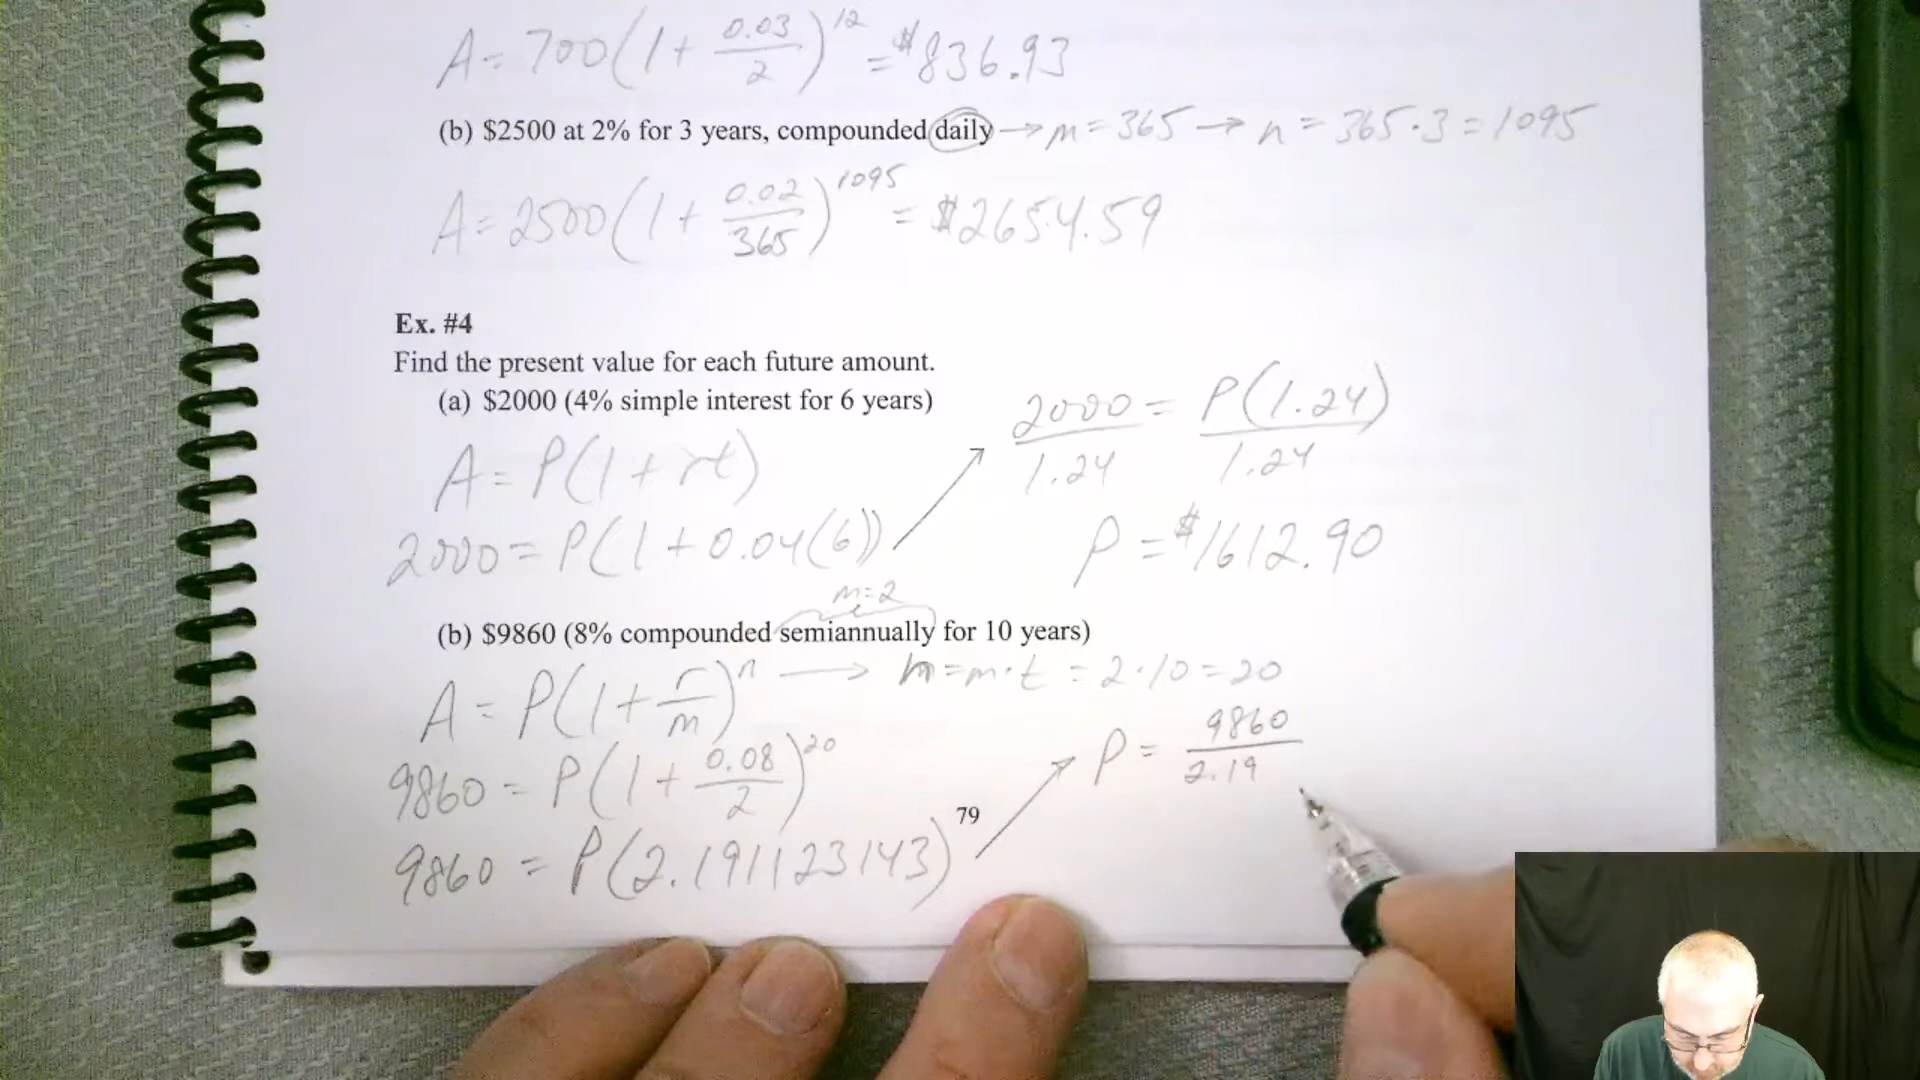 A = 700(1 + 0.03/2)^12 = $836.93
(b) $2500 at 2% for 3 years, compounded daily → m = 365 → n = 365·3 = 1095
A = 2500(1 + 0.02/365)^1095 = $2654.59
Ex. #4
Find the present value for each future amount.
(a) $2000 (4% simple interest for 6 years)
A = P(1 + rt)
2000 = P(1 + 0.04(6))
2000/1.24 = P(1.24)/1.24
P = $1612.90
m=2
(b) $9860 (8% compounded semiannually for 10 years)
A = P(1 + r/m)^n → n = m·t = 2·10 = 20
9860 = P(1 + 0.08/2)^20
9860 = P(2.191123143)
P = 9860/2.19
79